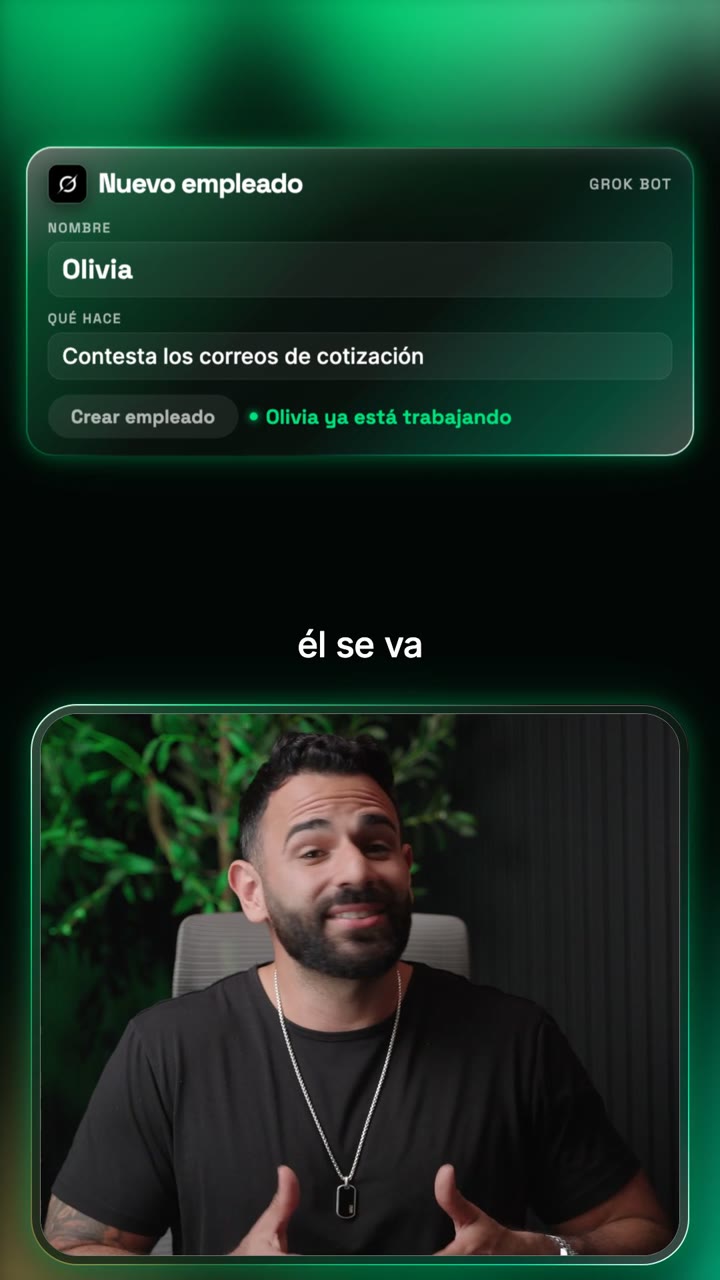 Nuevo empleado
GROK BOT
NOMBRE
Olivia
QUÉ HACE
Contesta los correos de cotización
Crear empleado
Olivia ya está trabajando
él se va